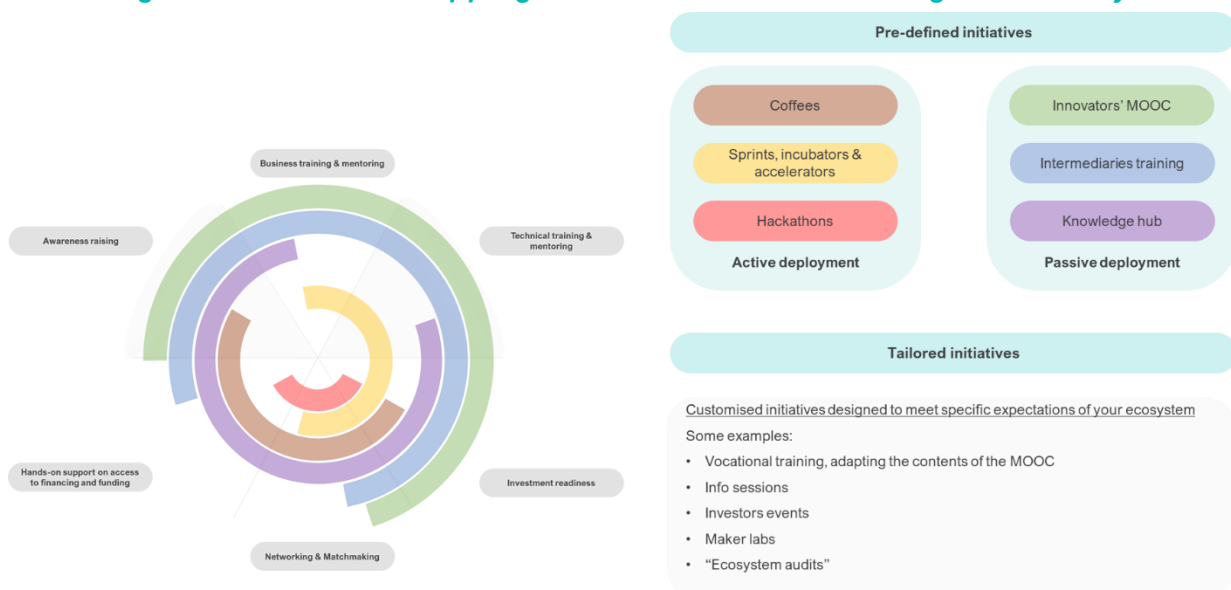 Business training & mentoring
Awareness raising
Technical training &
mentoring
Hands-on support on access
to financing and funding
Investment readiness
Networking & Matchmaking
Pre-defined initiatives
Coffees
Sprints, incubators &
accelerators
Hackathons
Active deployment
Innovators' MOOC
Intermediaries training
Knowledge hub
Passive deployment
Tailored initiatives
Customised initiatives designed to meet specific expectations of your ecosystem
Some examples:
• Vocational training, adapting the contents of the MOOC
• Info sessions
• Investors events
• Maker labs
• “Ecosystem audits”